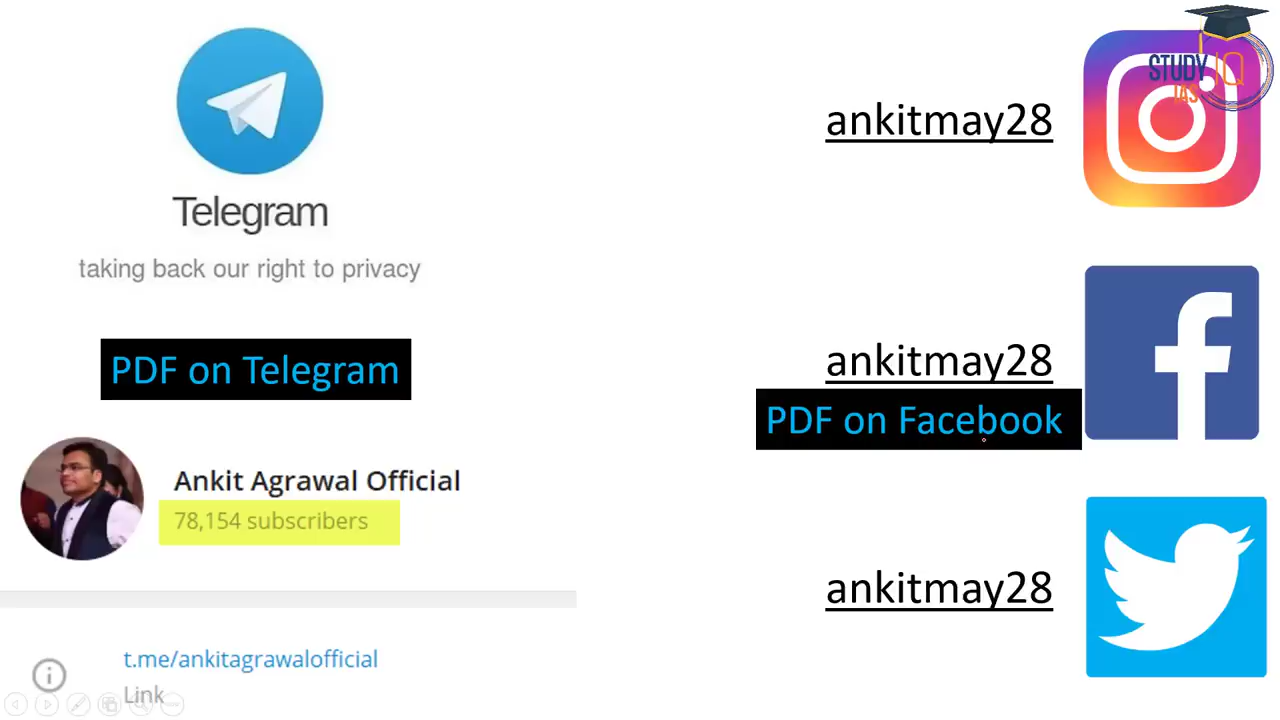 Telegram
taking back our right to privacy
PDF on Telegram
Ankit Agrawal Official
78,154 subscribers
t.me/ankitagrawalofficial
Link
STUDY IQ
IAS
ankitmay28
ankitmay28
PDF on Facebook
ankitmay28